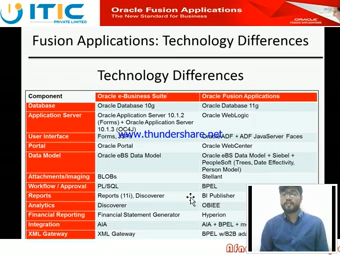 ITIC
PRIVATE LIMITED
Oracle Fusion Applications
The New Standard for Business
ORACLE
Fusion Applications: Technology Differences
Technology Differences
Component Oracle e-Business Suite Oracle Fusion Applications
Database Oracle Database 10g Oracle Database 11g
Application Server Oracle Application Server 10.1.2 (Forms) + Oracle Application Server 10.1.3 (OC4J) Oracle WebLogic
User Interface Forms, ADF + ADF JavaServer Faces
www.thundershare.net
Portal Oracle Portal Oracle WebCenter
Data Model Oracle eBS Data Model Oracle eBS Data Model + Siebel + PeopleSoft (Trees, Date Effectivity, Person Model)
Attachments/Imaging BLOBs Stellant
Workflow / Approval PL/SQL BPEL
Reports Reports (11i), Discoverer BI Publisher
Analytics Discoverer OBIEE
Financial Reporting Financial Statement Generator Hyperion
Integration AIA AIA + BPEL +
XML Gateway XML Gateway BPEL w/B2B